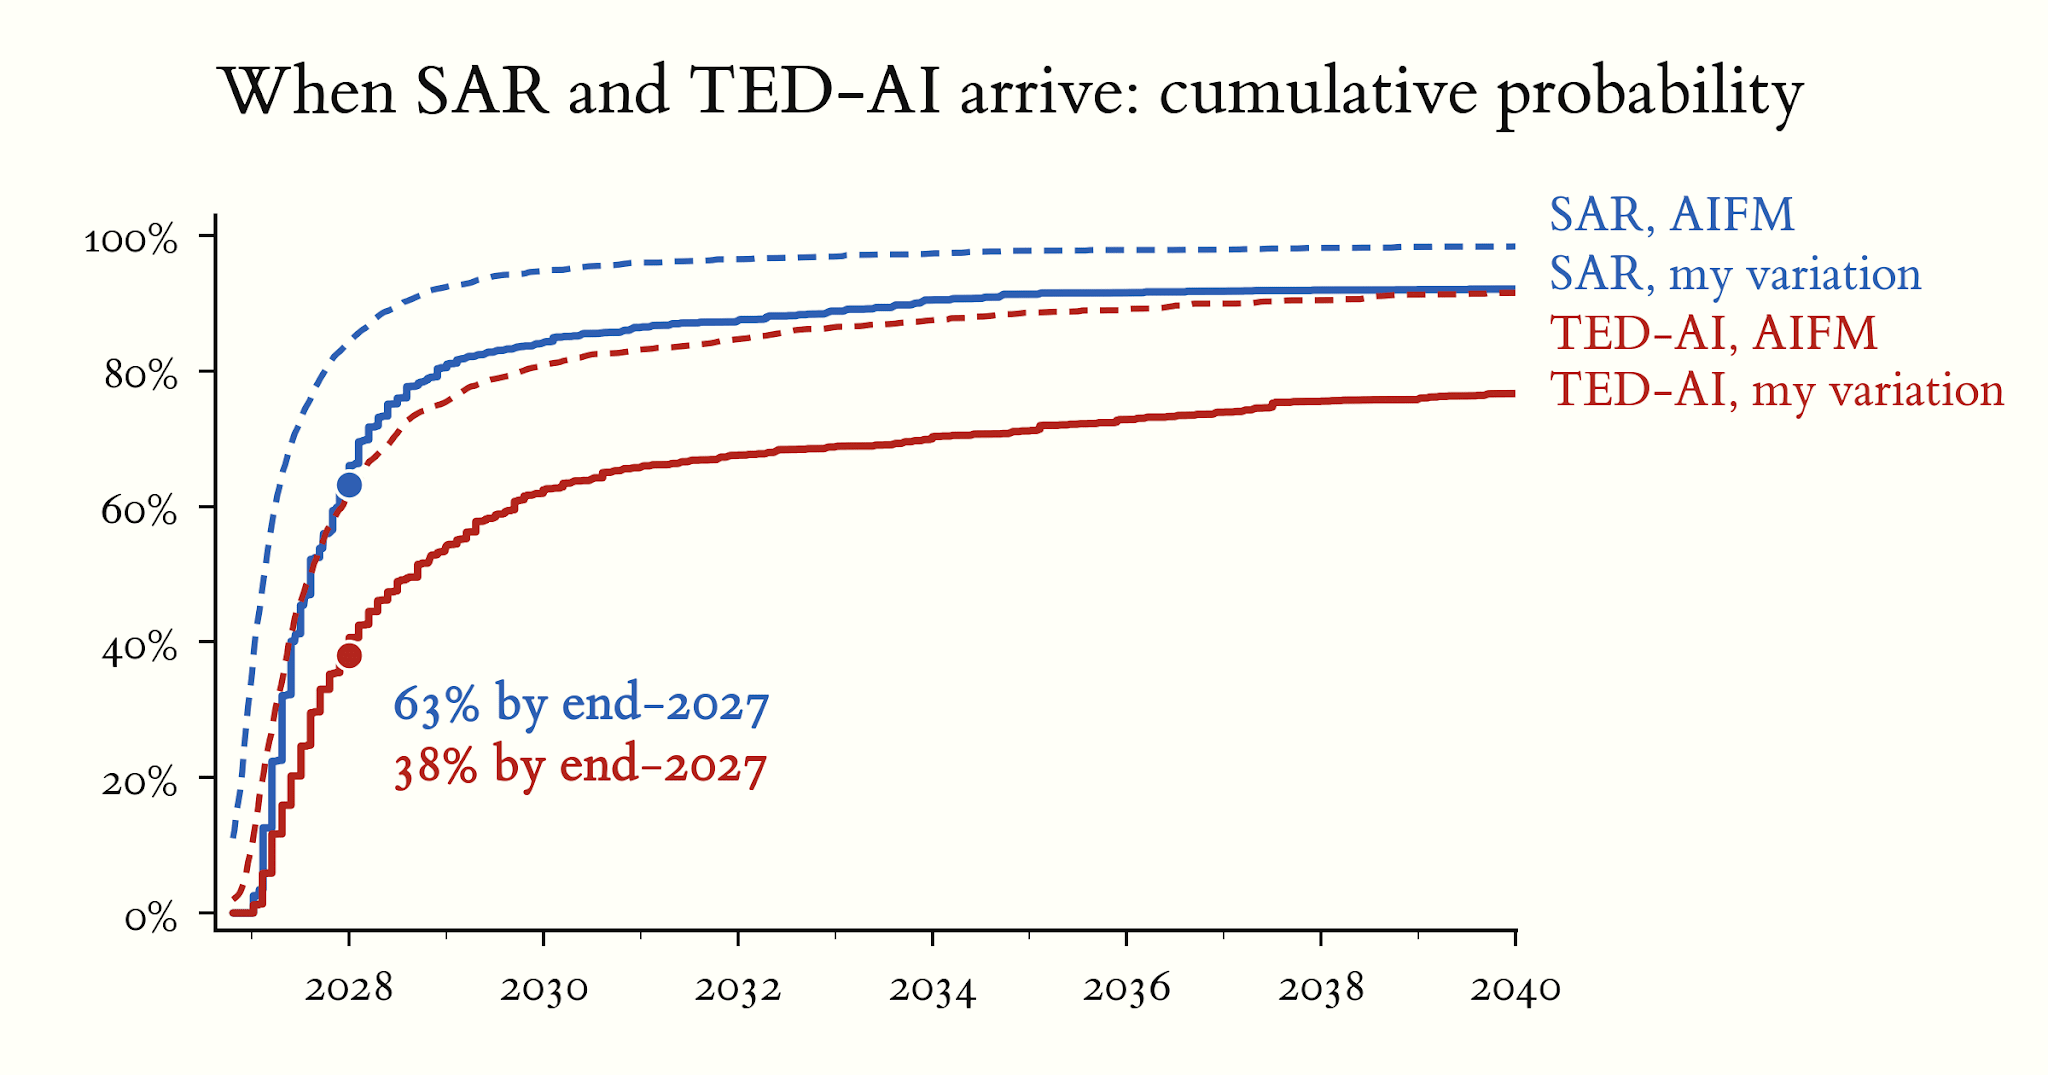 When SAR and TED-AI arrive: cumulative probability
SAR, AIFM
SAR, my variation
TED-AI, AIFM
TED-AI, my variation
100%
80%
60%
40%
20%
0%
63% by end-2027
38% by end-2027
2028 2030 2032 2034 2036 2038 2040